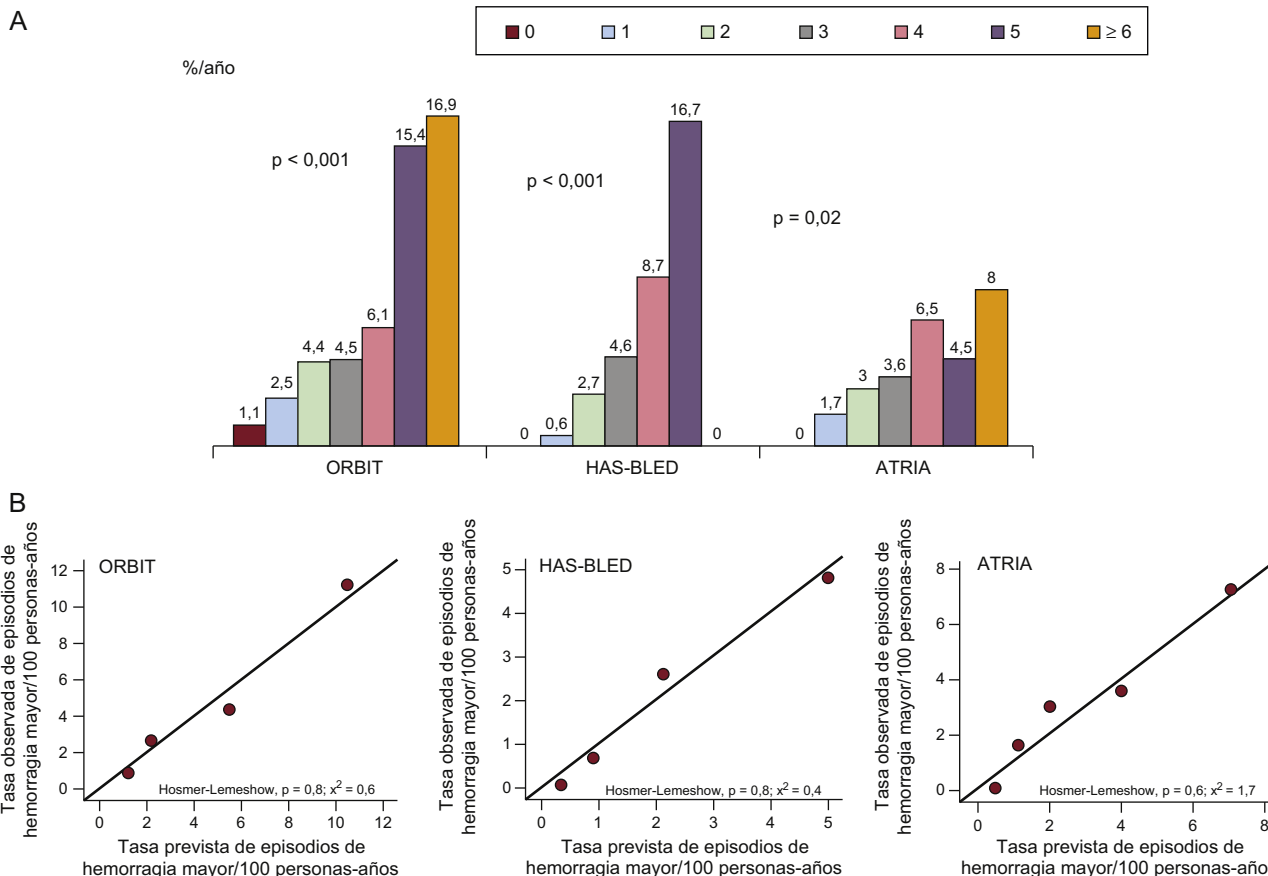 A
0 1 2 3 4 5 ≥ 6
%/año
p < 0,001
p < 0,001
p = 0,02
1,1 2,5 4,4 4,5 6,1 15,4 16,9
0 0,6 2,7 4,6 8,7 16,7 0
0 1,7 3 3,6 6,5 4,5 8
ORBIT HAS-BLED ATRIA
B
Tasa observada de episodios de
hemorragia mayor/100 personas-años
ORBIT
12
10
8
6
4
2
0
Hosmer-Lemeshow, p = 0,8; x² = 0,6
0 2 4 6 8 10 12
Tasa prevista de episodios de
hemorragia mayor/100 personas-años
Tasa observada de episodios de
hemorragia mayor/100 personas-años
HAS-BLED
5
4
3
2
1
0
Hosmer-Lemeshow, p = 0,8; x² = 0,4
0 1 2 3 4 5
Tasa prevista de episodios de
hemorragia mayor/100 personas-años
Tasa observada de episodios de
hemorragia mayor/100 personas-años
ATRIA
8
6
4
2
0
Hosmer-Lemeshow, p = 0,6; x² = 1,7
0 2 4 6 8
Tasa prevista de episodios de
hemorragia mayor/100 personas-años